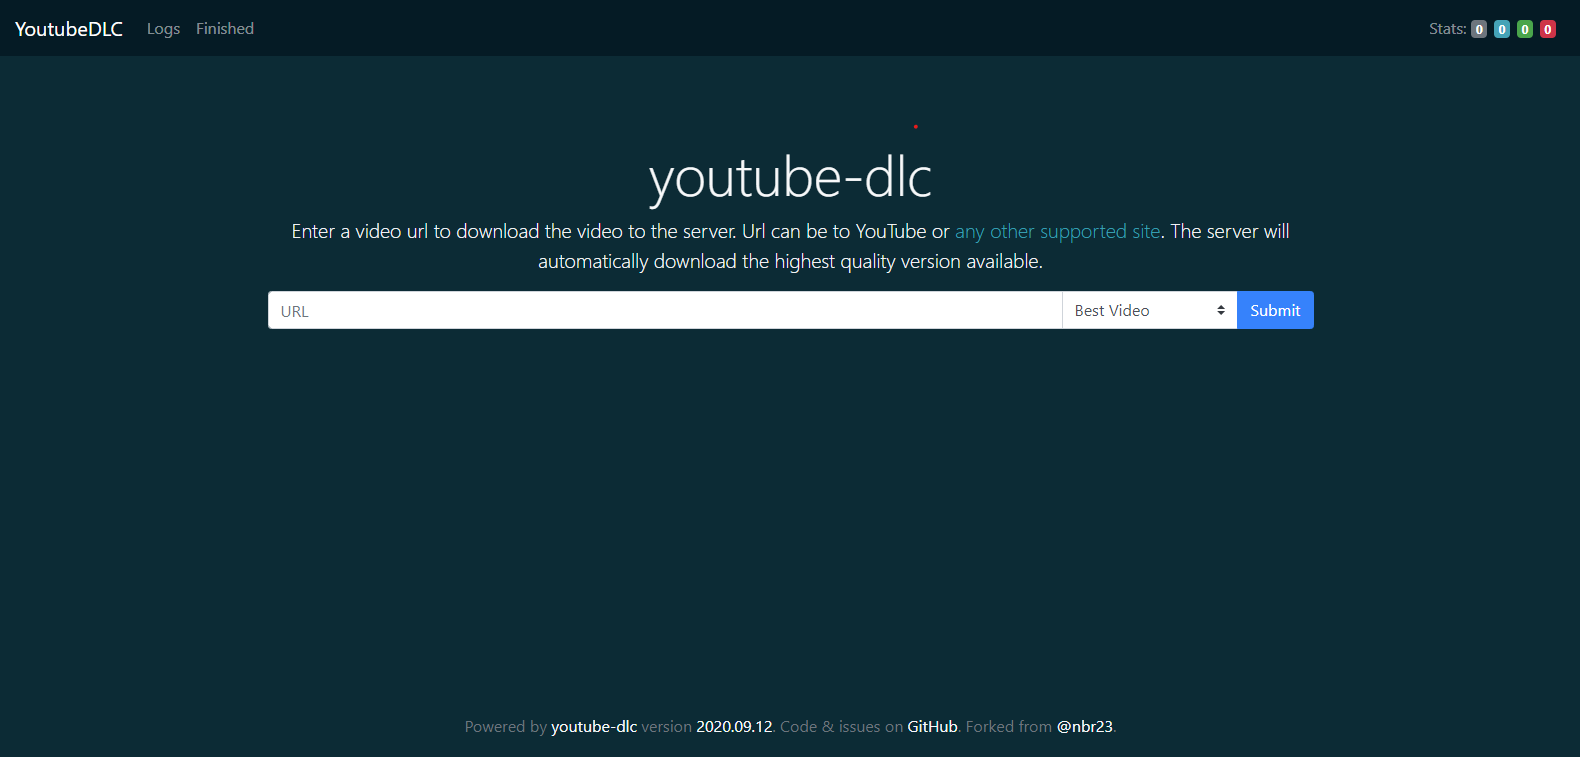 YoutubeDLC Logs Finished Stats: 0 0 0 0
youtube-dlc
Enter a video url to download the video to the server. Url can be to YouTube or any other supported site. The server will
automatically download the highest quality version available.
URL Best Video Submit
Powered by youtube-dlc version 2020.09.12. Code & issues on GitHub. Forked from @nbr23.